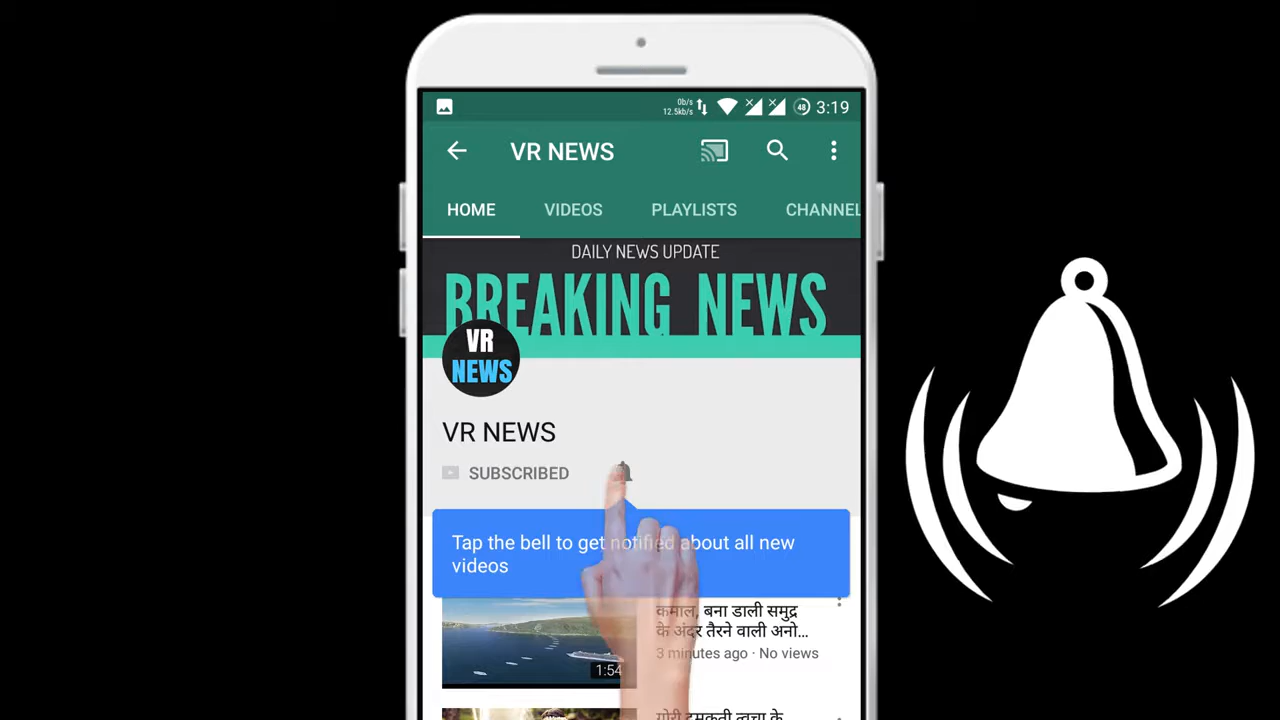 0b/s
12.5kb/s
48
3:19
VR NEWS
HOME VIDEOS PLAYLISTS CHANNEL
DAILY NEWS UPDATE
BREAKING NEWS
VR
NEWS
VR NEWS
SUBSCRIBED
Tap the bell to get notified about all new
videos
कमाल, बना डाली समुद्र
के अंदर तैरने वाली अनो...
3 minutes ago · No views
1:54
गोरी दमकती त्वचा के